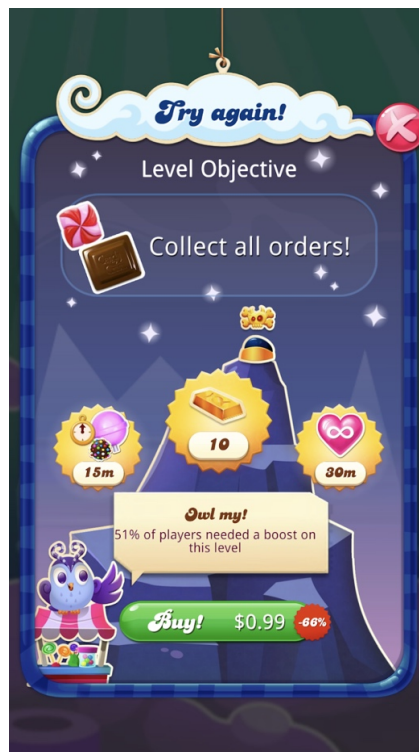 Try again!
Level Objective
Collect all orders!
10
15m
30m
Owl my!
51% of players needed a boost on
this level
Buy! $0.99 -66%